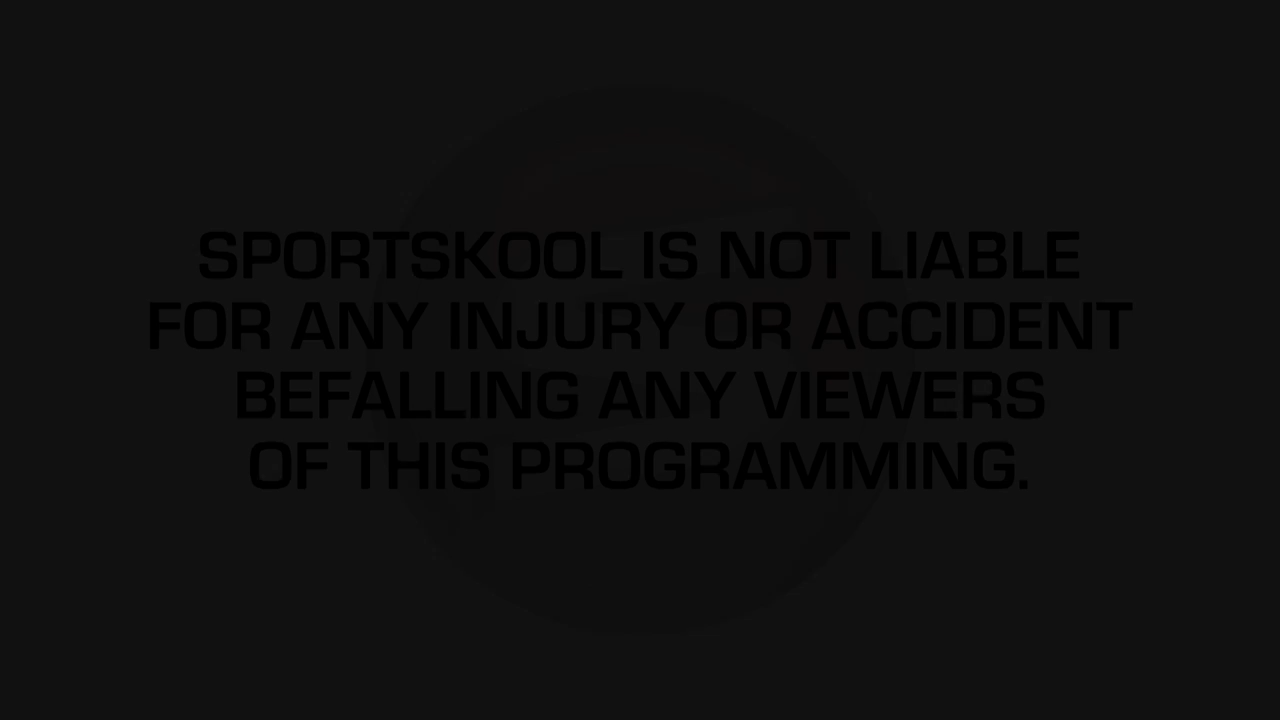 SPORTSKOOL IS NOT LIABLE
FOR ANY INJURY OR ACCIDENT
BEFALLING ANY VIEWERS
OF THIS PROGRAMMING.